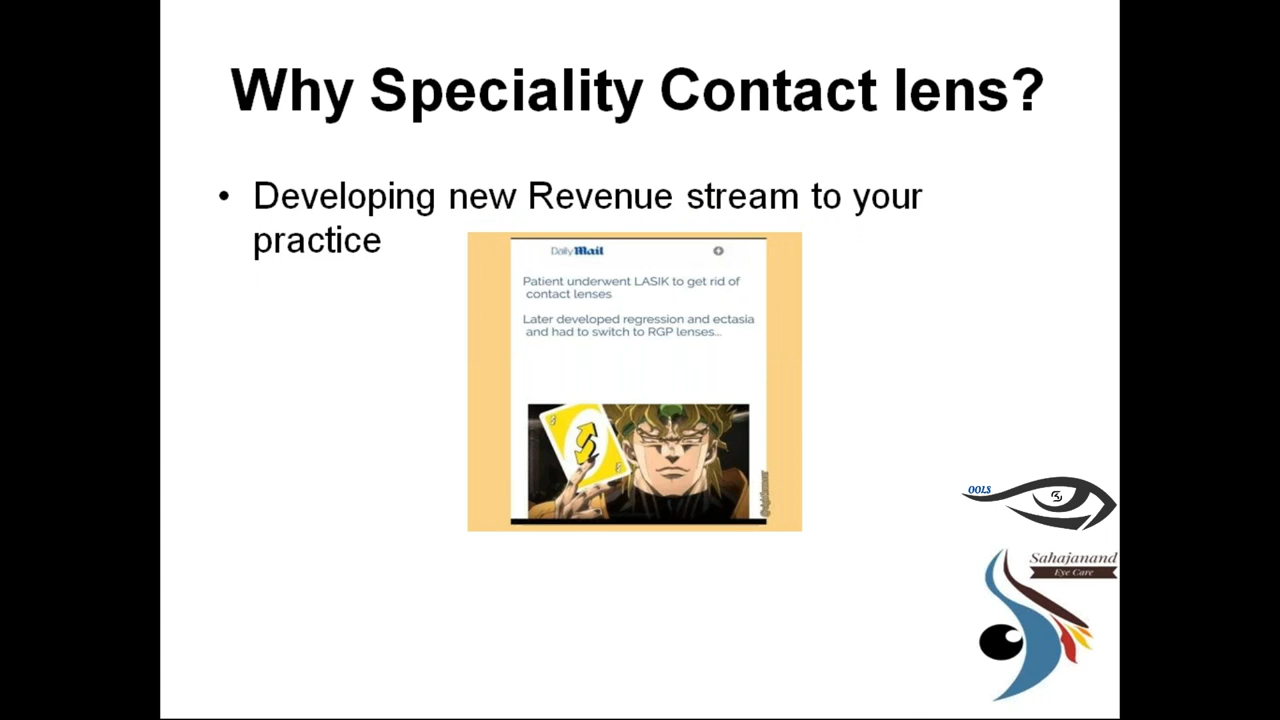 Why Speciality Contact lens?
• Developing new Revenue stream to your
practice
Daily Mail
Patient underwent LASIK to get rid of
contact lenses
Later developed regression and ectasia
and had to switch to RGP lenses...
OOLS
Sahajanand
Eye Care